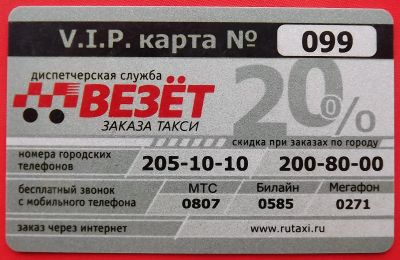 V.I.P. карта № 099
диспетчерская служба
ВЕЗЁТ
ЗАКАЗА ТАКСИ
20%
скидка при заказах по городу
номера городских телефонов 205-10-10 200-80-00
МТС Билайн Мегафон
бесплатный звонок с мобильного телефона 0807 0585 0271
заказ через интернет www.rutaxi.ru